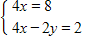 4x = 8
4x − 2y = 2